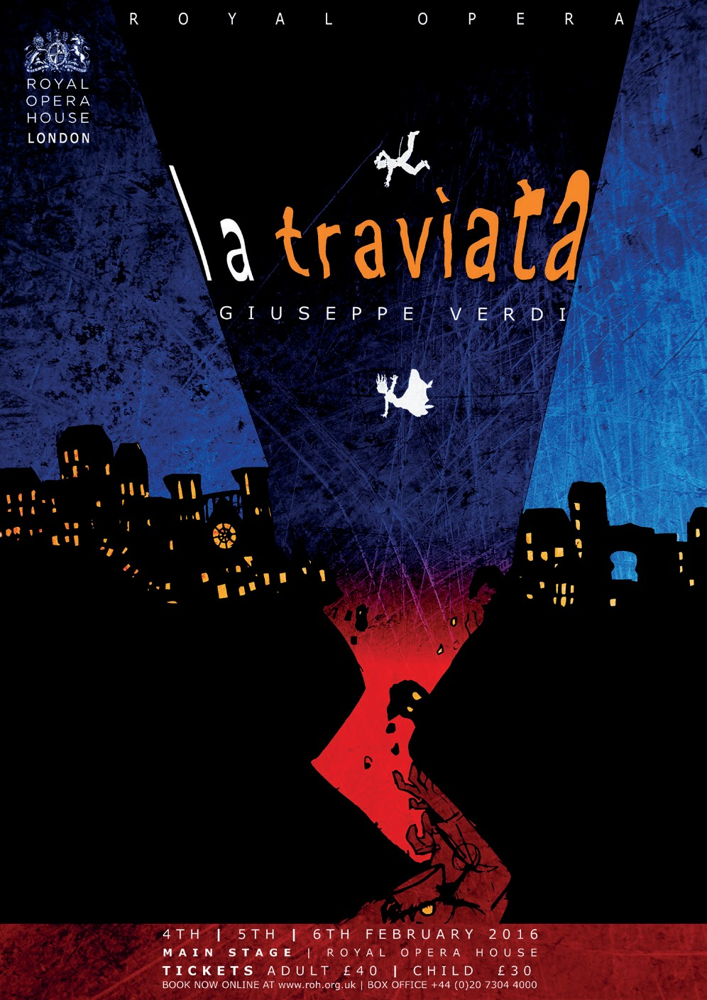 ROYAL OPERA
ROYAL
OPERA
HOUSE
LONDON
la traviata
GIUSEPPE VERDI
4TH | 5TH | 6TH FEBRUARY 2016
MAIN STAGE | ROYAL OPERA HOUSE
TICKETS ADULT £40 | CHILD £30
BOOK NOW ONLINE AT www.roh.org.uk | BOX OFFICE +44 (0)20 7304 4000